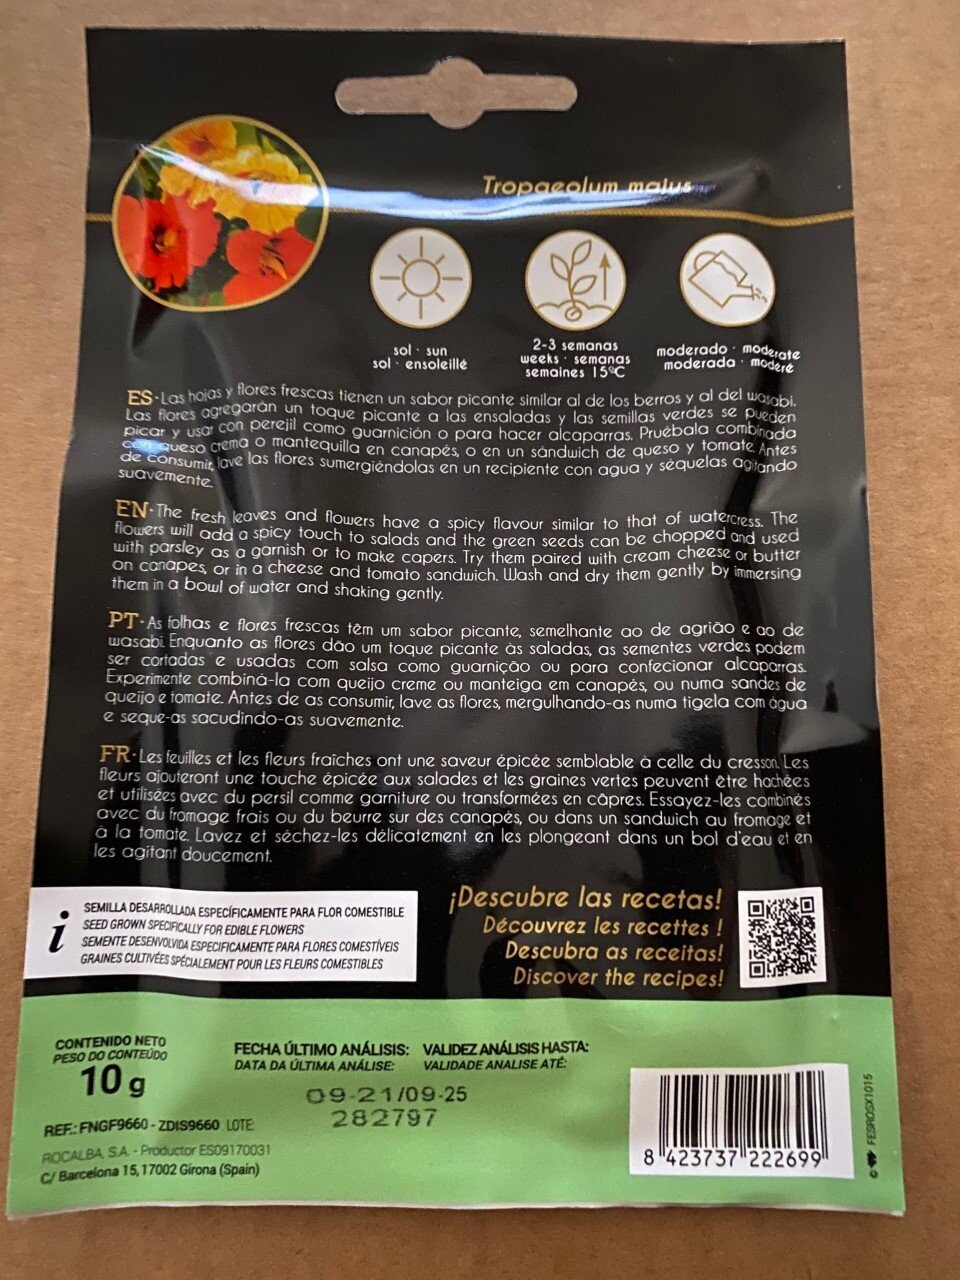 Tropaeolum majus
sol · sun
sol · ensoleillé
2-3 semanas
weeks · semanas
semaines 15ºC
moderado · moderate
moderada · moderé
ES·Las hojas y flores frescas tienen un sabor picante similar al de los berros y al del wasabi.
Las flores agregarán un toque picante a las ensaladas y las semillas verdes se pueden
picar y usar con perejil como guarnición o para hacer alcaparras. Pruébala combinada
con queso crema o mantequilla en canapés, o en un sándwich de queso y tomate. Antes
de consumir, lave las flores sumergiéndolas en un recipiente con agua y séquelas agitando
suavemente.
EN·The fresh leaves and flowers have a spicy flavour similar to that of watercress. The
flowers will add a spicy touch to salads and the green seeds can be chopped and used
with parsley as a garnish or to make capers. Try them paired with cream cheese or butter
on canapes, or in a cheese and tomato sandwich. Wash and dry them gently by immersing
them in a bowl of water and shaking gently.
PT·As folhas e flores frescas têm um sabor picante, semelhante ao de agrião e ao de
wasabi. Enquanto as flores dão um toque picante às saladas, as sementes verdes podem
ser cortadas e usadas com salsa como guarnição ou para confecionar alcaparras.
Experimente combiná-la com queijo creme ou manteiga em canapés, ou numa sandes de
queijo e tomate. Antes de as consumir, lave as flores, mergulhando-as numa tigela com água
e seque-as sacudindo-as suavemente.
FR·Les feuilles et les fleurs fraîches ont une saveur épicée semblable à celle du cresson. Les
fleurs ajouteront une touche épicée aux salades et les graines vertes peuvent être hachées
et utilisées avec du persil comme garniture ou transformées en câpres. Essayez-les combinés
avec du fromage frais ou du beurre sur des canapés, ou dans un sandwich au fromage et
à la tomate. Lavez et séchez-les délicatement en les plongeant dans un bol d'eau et en
les agitant doucement.
i
SEMILLA DESARROLLADA ESPECÍFICAMENTE PARA FLOR COMESTIBLE
SEED GROWN SPECIFICALLY FOR EDIBLE FLOWERS
SEMENTE DESENVOLVIDA ESPECIFICAMENTE PARA FLORES COMESTÍVEIS
GRAINES CULTIVÉES SPÉCIALEMENT POUR LES FLEURS COMESTIBLES
¡Descubre las recetas!
Découvrez les recettes !
Descubra as receitas!
Discover the recipes!
CONTENIDO NETO
PESO DO CONTEÚDO
10 g
FECHA ÚLTIMO ANÁLISIS: VALIDEZ ANÁLISIS HASTA:
DATA DA ÚLTIMA ANÁLISE: VALIDADE ANALISE ATÉ:
09-21/09-25
282797
REF.: FNGF9660 - ZDIS9660 LOTE:
ROCALBA, S.A. - Productor ES09170031
C/ Barcelona 15, 17002 Girona (Spain)
8 423737 222699
FESROSX1015